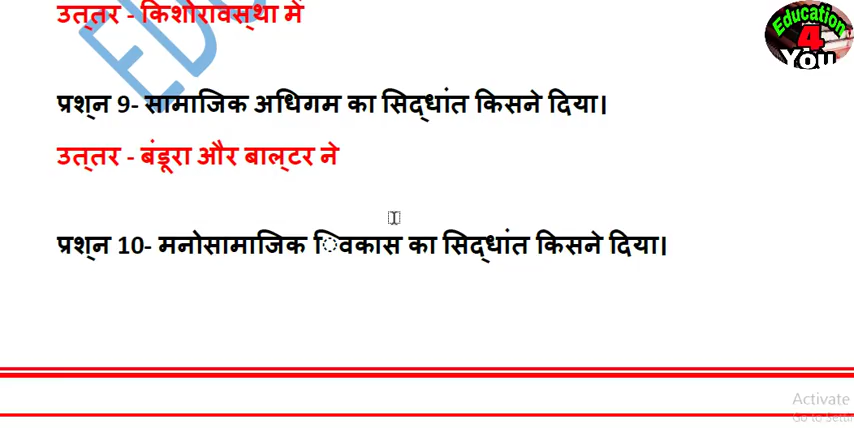 उत्तर - किशोरावस्था में
Education
4
You
प्रश्न 9- सामाजिक अधिगम का सिद्धांत किसने दिया।
उत्तर - बंडूरा और बाल्टर ने
प्रश्न 10- मनोसामाजिक िवकास का सिद्धांत किसने दिया।
Activate